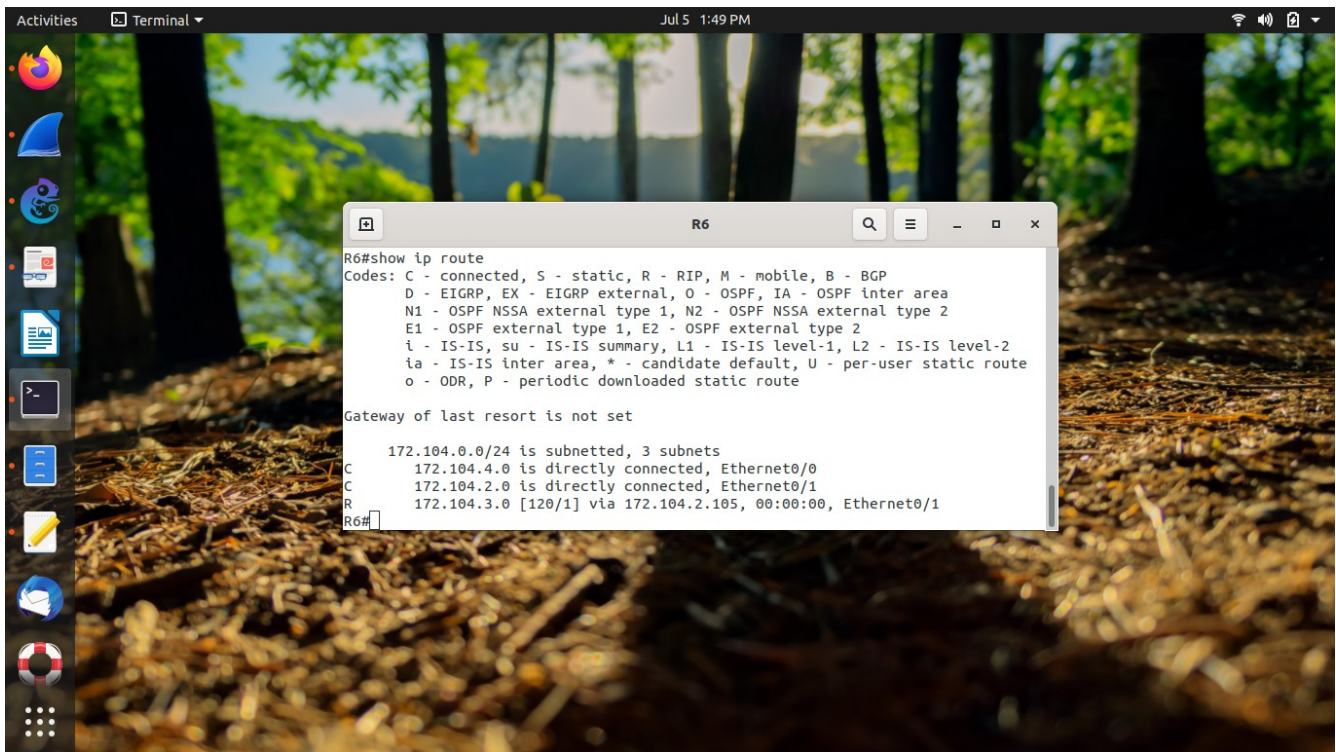 Activities Terminal Jul 5 1:49 PM
R6
R6#show ip route
Codes: C - connected, S - static, R - RIP, M - mobile, B - BGP
       D - EIGRP, EX - EIGRP external, O - OSPF, IA - OSPF inter area
       N1 - OSPF NSSA external type 1, N2 - OSPF NSSA external type 2
       E1 - OSPF external type 1, E2 - OSPF external type 2
       i - IS-IS, su - IS-IS summary, L1 - IS-IS level-1, L2 - IS-IS level-2
       ia - IS-IS inter area, * - candidate default, U - per-user static route
       o - ODR, P - periodic downloaded static route
Gateway of last resort is not set
     172.104.0.0/24 is subnetted, 3 subnets
C       172.104.4.0 is directly connected, Ethernet0/0
C       172.104.2.0 is directly connected, Ethernet0/1
R       172.104.3.0 [120/1] via 172.104.2.105, 00:00:00, Ethernet0/1
R6#